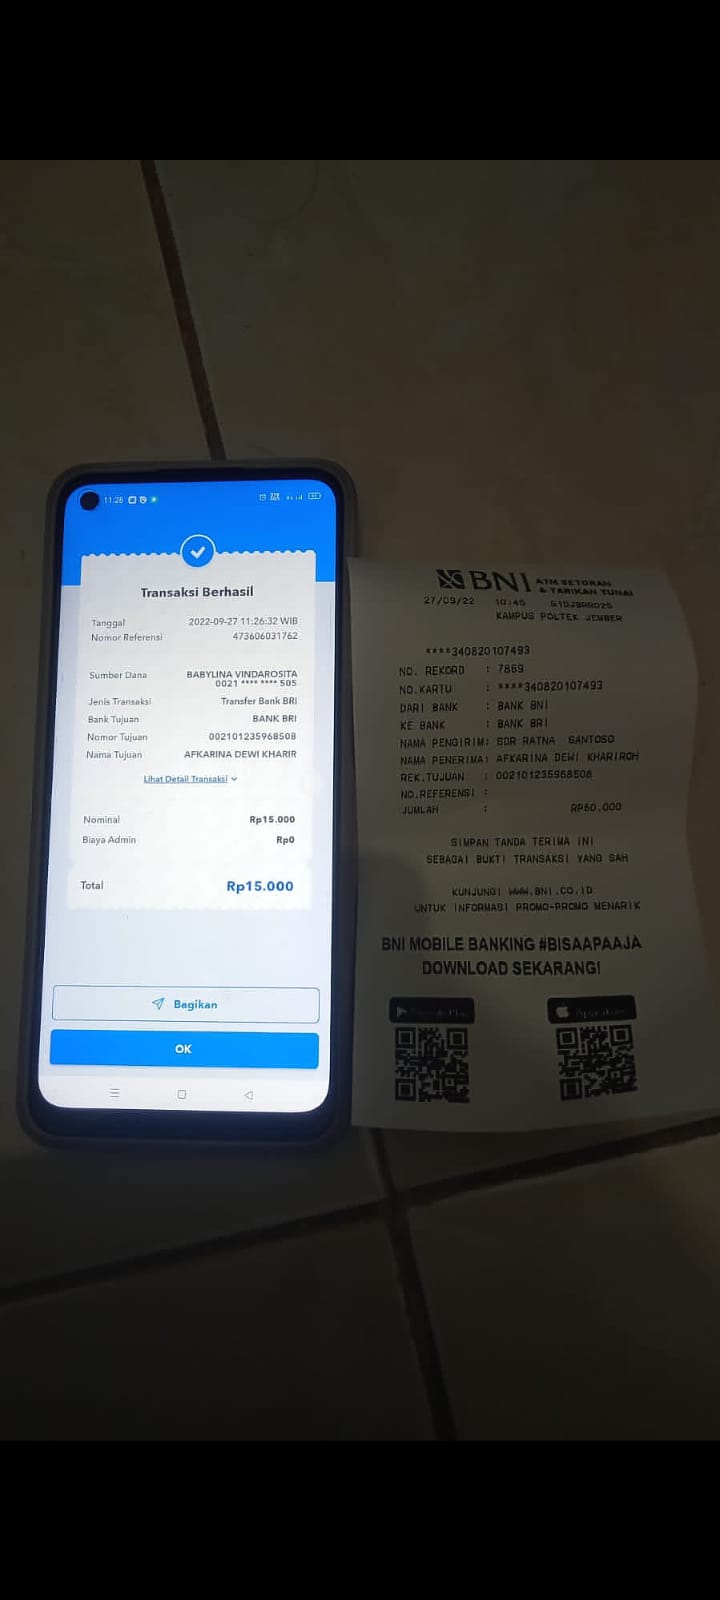 11.26
Transaksi Berhasil
Tanggal 2022-09-27 11:26:32 WIB
Nomor Referensi 473606031762
Sumber Dana BABYLINA VINDAROSITA
0021 **** **** 505
Jenis Transaksi Transfer Bank BRI
Bank Tujuan BANK BRI
Nomor Tujuan 002101235968508
Nama Tujuan AFKARINA DEWI KHARIR
Lihat Detail Transaksi
Nominal Rp15.000
Biaya Admin Rp0
Total Rp15.000
Bagikan
OK
BNI ATM SETORAN
& TARIKAN TUNAI
27/09/22 10:45
KAMPUS POLTEK JEMBER
****340820107493
NO. REKORD : 7869
NO.KARTU : ****340820107493
DARI BANK : BANK BNI
KE BANK : BANK BRI
NAMA PENGIRIM: SDR RATNA SANTOSO
NAMA PENERIMA: AFKARINA DEWI KHARIROH
REK.TUJUAN : 002101235968508
NO.REFERENSI :
JUMLAH : RP60.000
SIMPAN TANDA TERIMA INI
SEBAGAI BUKTI TRANSAKSI YANG SAH
KUNJUNGI WWW.BNI.CO.ID
UNTUK INFORMASI PROMO-PROMO MENARIK
BNI MOBILE BANKING #BISAAPAAJA
DOWNLOAD SEKARANG!
Google Play App Store